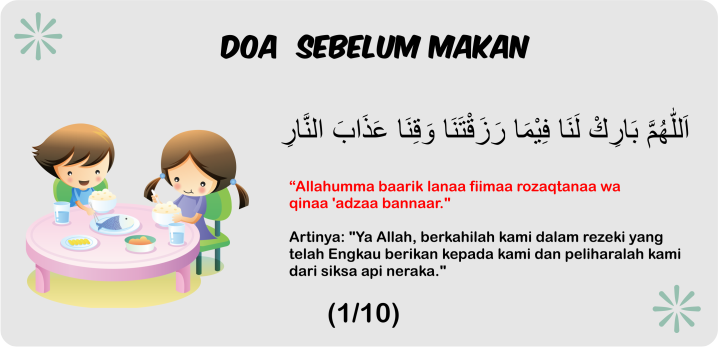 DOA SEBELUM MAKAN
اَللّٰهُمَّ بَارِكْ لَنَا فِيْمَا رَزَقْتَنَا وَقِنَا عَذَابَ النَّارِ
“Allahumma baarik lanaa fiimaa rozaqtanaa wa
qinaa 'adzaa bannaar."
Artinya: "Ya Allah, berkahilah kami dalam rezeki yang
telah Engkau berikan kepada kami dan peliharalah kami
dari siksa api neraka."
(1/10)